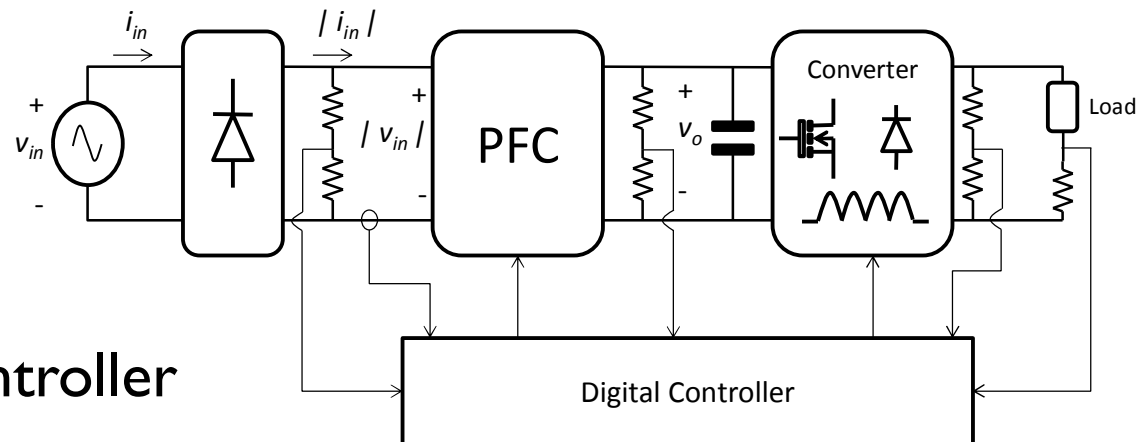 i_in
| i_in |
+
v_in
-
+
| v_in |
-
PFC
+
v_o
-
Converter
Load
ntroller
Digital Controller